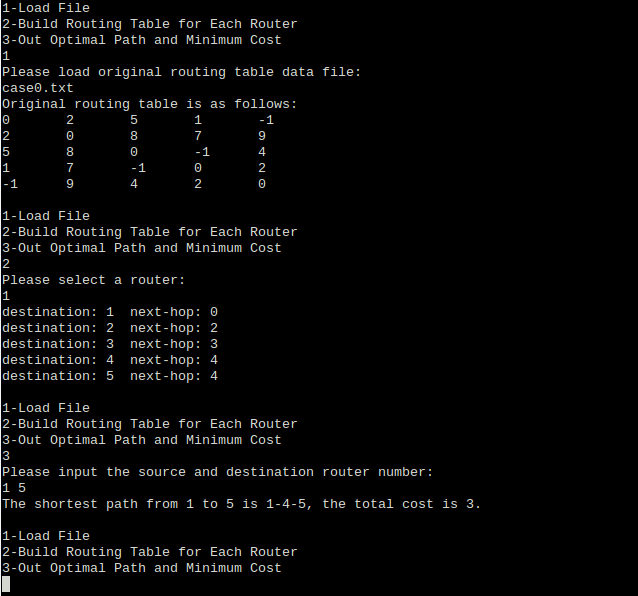 1-Load File
2-Build Routing Table for Each Router
3-Out Optimal Path and Minimum Cost
1
Please load original routing table data file:
case0.txt
Original routing table is as follows:
0 2 5 1 -1
2 0 8 7 9
5 8 0 -1 4
1 7 -1 0 2
-1 9 4 2 0
1-Load File
2-Build Routing Table for Each Router
3-Out Optimal Path and Minimum Cost
2
Please select a router:
1
destination: 1 next-hop: 0
destination: 2 next-hop: 2
destination: 3 next-hop: 3
destination: 4 next-hop: 4
destination: 5 next-hop: 4
1-Load File
2-Build Routing Table for Each Router
3-Out Optimal Path and Minimum Cost
3
Please input the source and destination router number:
1 5
The shortest path from 1 to 5 is 1-4-5, the total cost is 3.
1-Load File
2-Build Routing Table for Each Router
3-Out Optimal Path and Minimum Cost